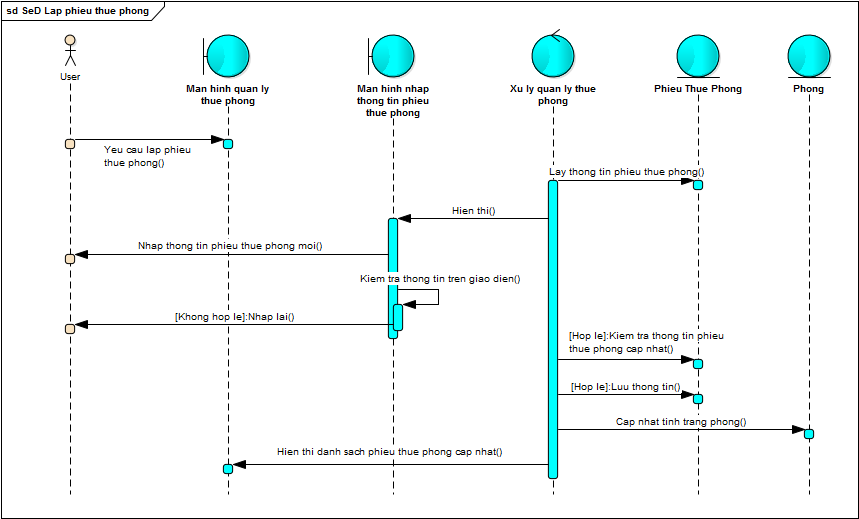 sd SeD Lap phieu thue phong
User
Man hinh quan ly
thue phong
Man hinh nhap
thong tin phieu
thue phong
Xu ly quan ly thue
phong
Phieu Thue Phong
Phong
Yeu cau lap phieu
thue phong()
Lay thong tin phieu thue phong()
Hien thi()
Nhap thong tin phieu thue phong moi()
Kiem tra thong tin tren giao dien()
[Khong hop le]:Nhap lai()
[Hop le]:Kiem tra thong tin phieu
thue phong cap nhat()
[Hop le]:Luu thong tin()
Cap nhat tinh trang phong()
Hien thi danh sach phieu thue phong cap nhat()